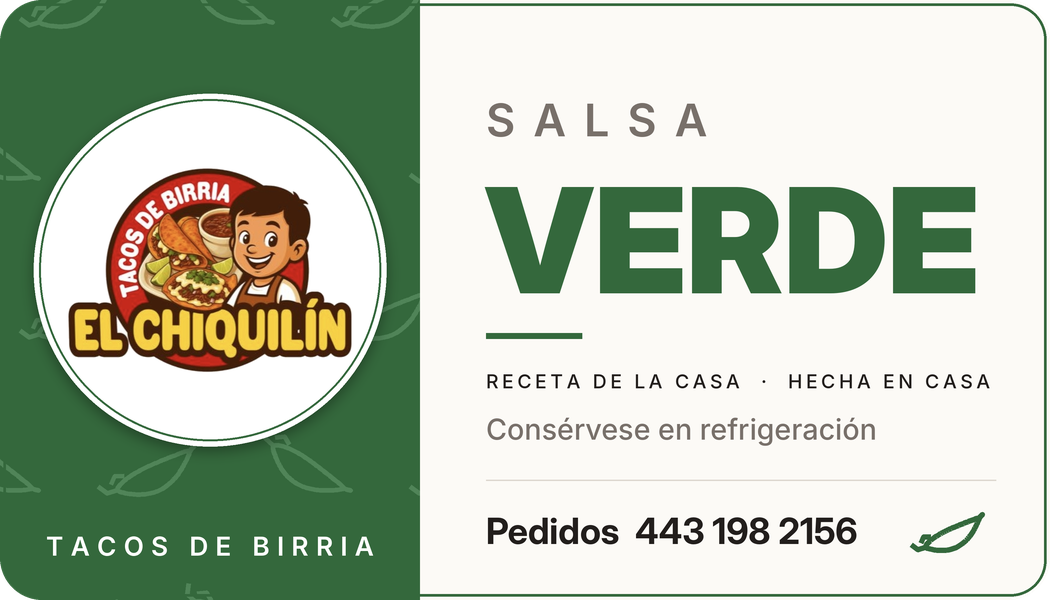 TACOS DE BIRRIA
EL CHIQUILÍN
TACOS DE BIRRIA
SALSA
VERDE
RECETA DE LA CASA · HECHA EN CASA
Consérvese en refrigeración
Pedidos 443 198 2156